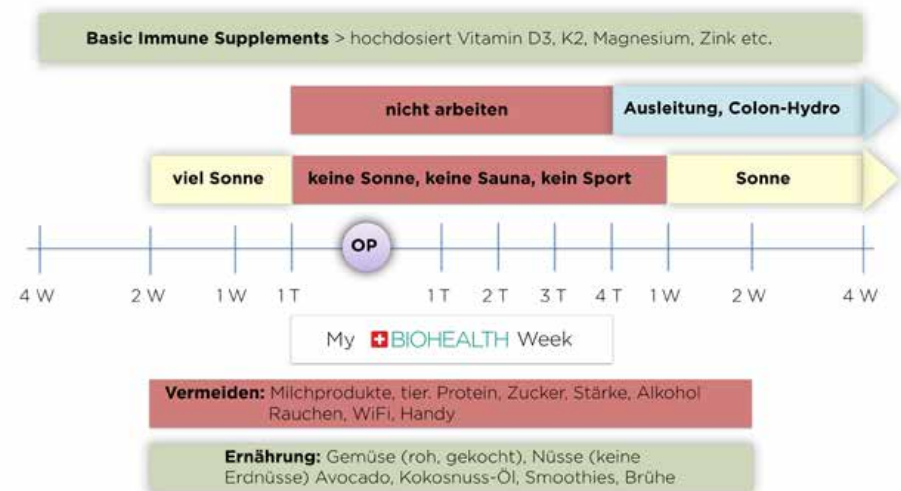 Basic Immune Supplements > hochdosiert Vitamin D3, K2, Magnesium, Zink etc.
nicht arbeiten
Ausleitung, Colon-Hydro
viel Sonne
keine Sonne, keine Sauna, kein Sport
Sonne
OP
4 W
2 W
1 W
1 T
1 T
2 T
3 T
4 T
1 W
2 W
4 W
My BIOHEALTH Week
Vermeiden: Milchprodukte, tier. Protein, Zucker, Stärke, Alkohol
Rauchen, WiFi, Handy
Ernährung: Gemüse (roh, gekocht), Nüsse (keine
Erdnüsse) Avocado, Kokosnuss-Öl, Smoothies, Brühe